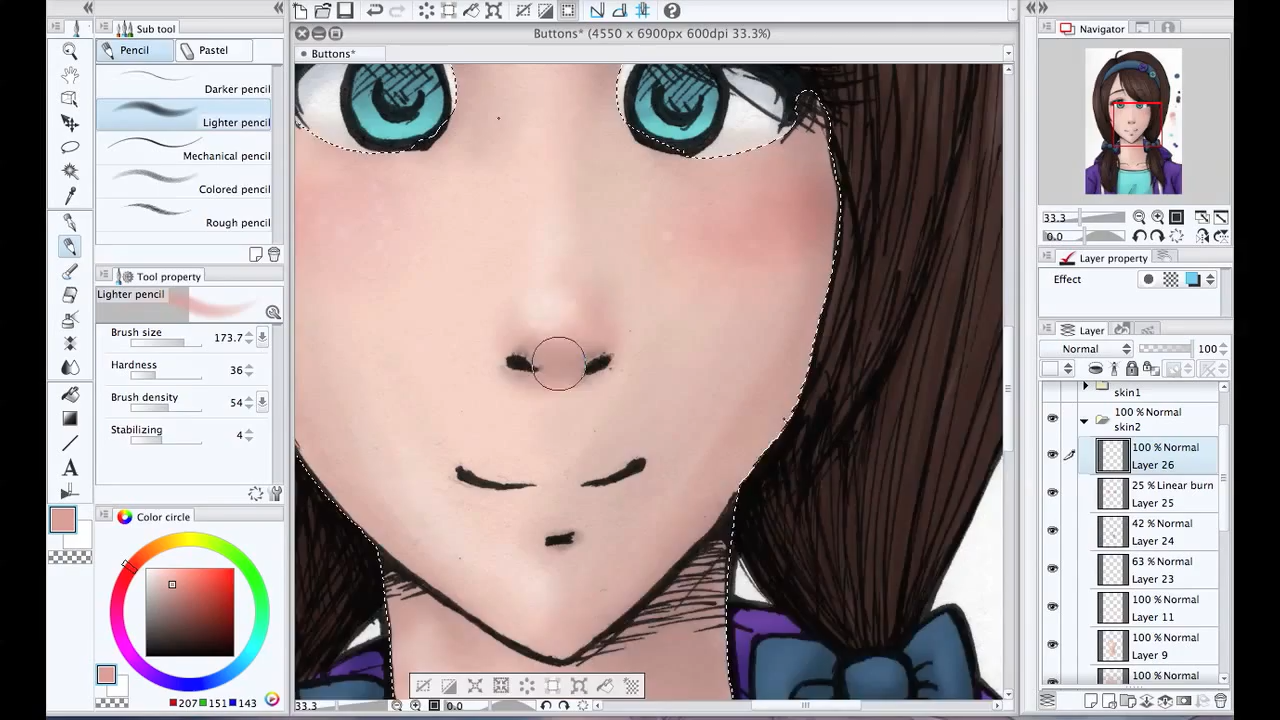 Sub tool
Pencil
Pastel
Darker pencil
Lighter pencil
Mechanical pencil
Colored pencil
Rough pencil
Tool property
Lighter pencil
Brush size
173.7
Hardness
36
Brush density
54
Stabilizing
4
Color circle
207 151 143
Buttons* (4550 x 6900px 600dpi 33.3%)
Buttons*
33.3
0.0
Navigator
33.3
0.0
Layer property
Effect
Layer
Normal
100
skin1
100 % Normal
skin2
100 % Normal
Layer 26
25 % Linear burn
Layer 25
42 % Normal
Layer 24
63 % Normal
Layer 23
100 % Normal
Layer 11
100 % Normal
Layer 9
100 % Normal